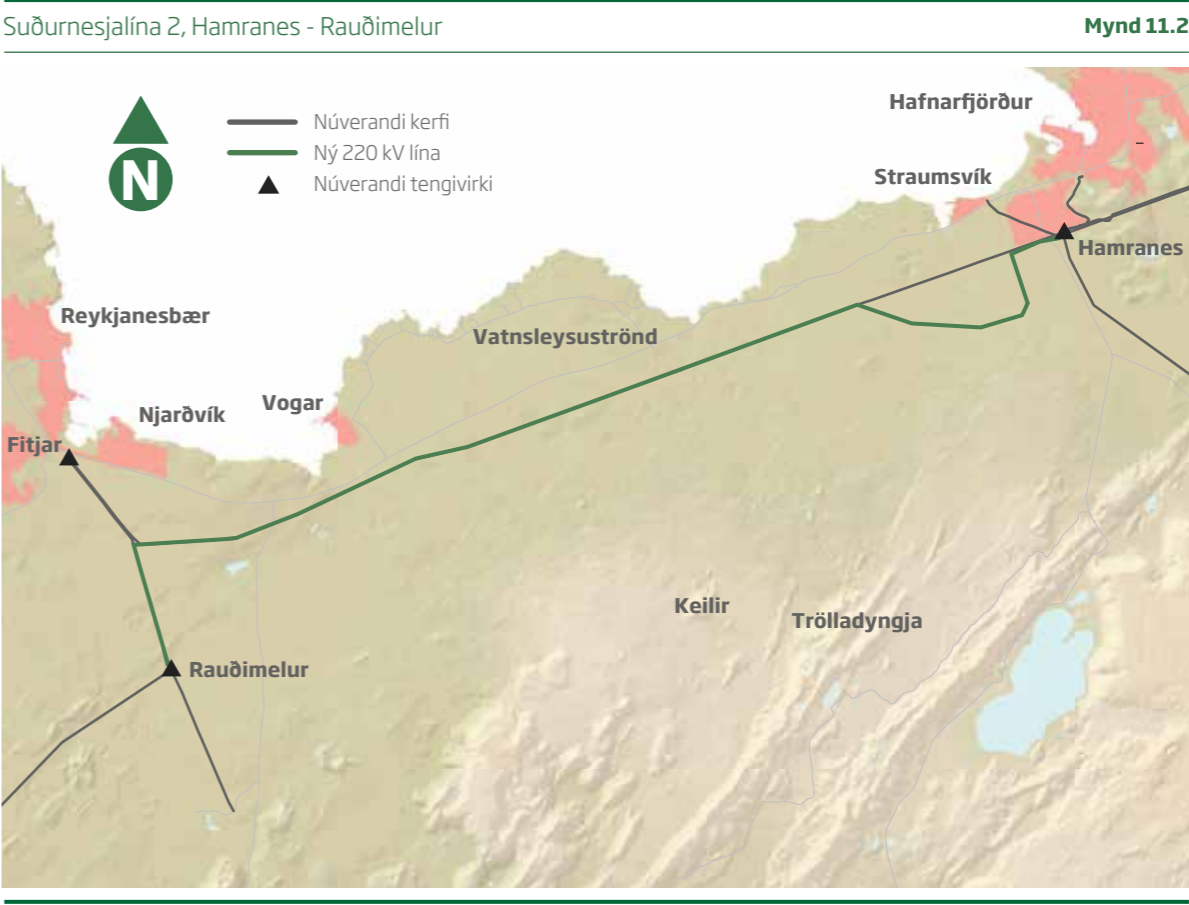 Suðurnesjalína 2, Hamranes - Rauðimelur
Mynd 11.2
Núverandi kerfi
Ný 220 kV lína
Núverandi tengivirki
N
Hafnarfjörður
Straumsvík
Hamranes
Reykjanesbær
Vatnsleysuströnd
Njarðvík
Vogar
Fitjar
Keilir
Trölladyngja
Rauðimelur